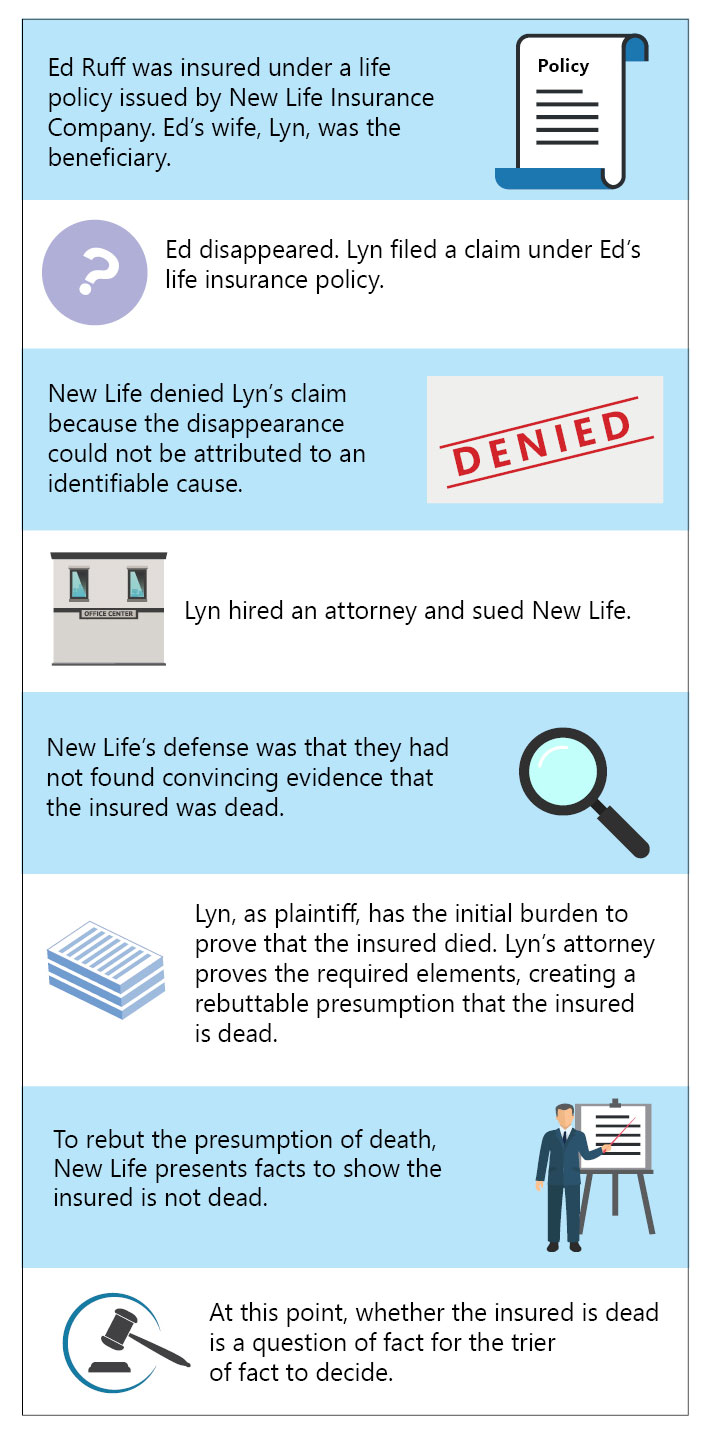 Ed Ruff was insured under a life
policy issued by New Life Insurance
Company. Ed’s wife, Lyn, was the
beneficiary.
Policy
?
Ed disappeared. Lyn filed a claim under Ed’s
life insurance policy.
New Life denied Lyn’s claim
because the disappearance
could not be attributed to an
identifiable cause.
DENIED
OFFICE CENTER
Lyn hired an attorney and sued New Life.
New Life’s defense was that they had
not found convincing evidence that
the insured was dead.
Lyn, as plaintiff, has the initial burden to
prove that the insured died. Lyn’s attorney
proves the required elements, creating a
rebuttable presumption that the insured
is dead.
To rebut the presumption of death,
New Life presents facts to show the
insured is not dead.
At this point, whether the insured is dead
is a question of fact for the trier
of fact to decide.